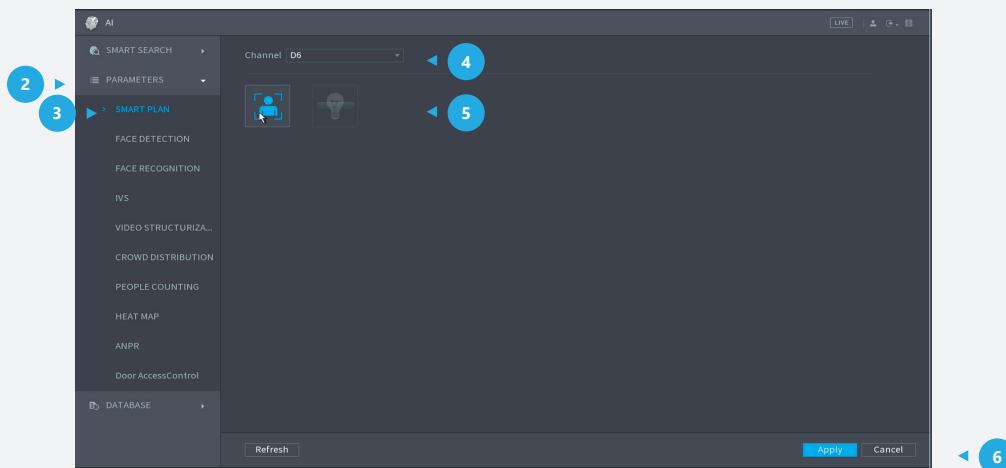 AI
LIVE
SMART SEARCH
Channel D6
4
2
PARAMETERS
3
SMART PLAN
5
FACE DETECTION
FACE RECOGNITION
IVS
VIDEO STRUCTURIZA...
CROWD DISTRIBUTION
PEOPLE COUNTING
HEAT MAP
ANPR
Door AccessControl
DATABASE
Refresh
Apply
Cancel
6